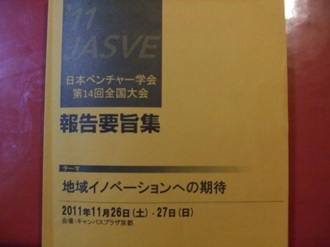 '11
JASVE
日本ベンチャー学会
第14回全国大会
報告要旨集
テーマ
地域イノベーションへの期待
2011年11月26日(土)・27日(日)
会場:キャンパスプラザ京都